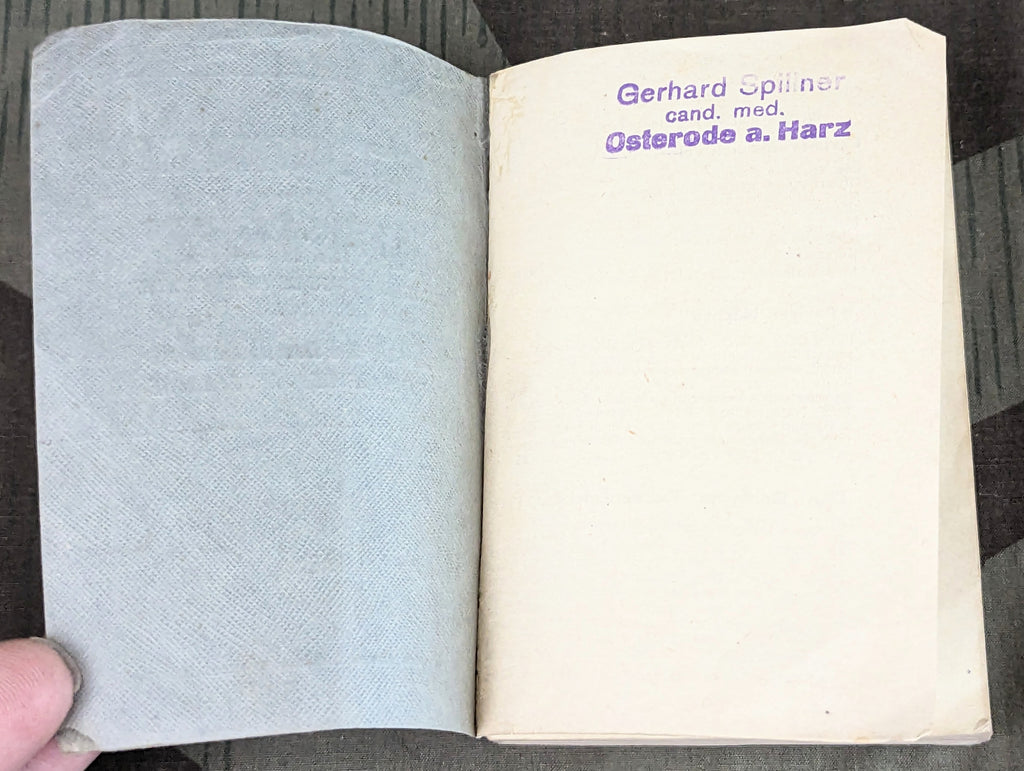 Gerhard Spillner
cand. med.
Osterode a. Harz